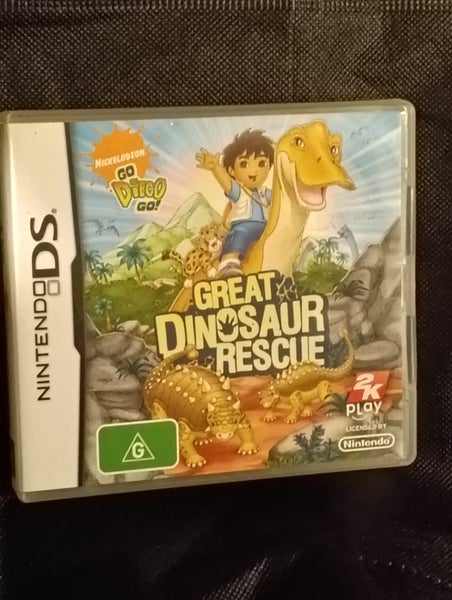 NINTENDO DS
NICKELODEON
GO
DIEGO
GO!
GREAT
DINOSAUR
RESCUE
2K
PLAY
LICENSED BY
Nintendo
G